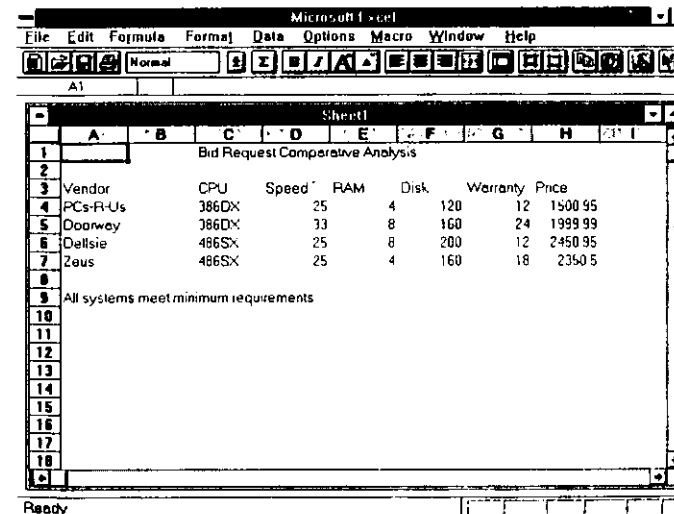 Microsoft Excel
File Edit Formula Format Data Options Macro Window Help
Normal
A1
Sheet1
A B C D E F G H I
1 Bid Request Comparative Analysis
2
3 Vendor CPU Speed RAM Disk Warranty Price
4 PCs-R-Us 386DX 25 4 120 12 1500.95
5 Doorway 386DX 33 8 160 24 1999.99
6 Dellsie 486SX 25 8 200 12 2450.95
7 Zeus 486SX 25 4 160 18 2350.5
8
9 All systems meet minimum requirements
10
11
12
13
14
15
16
17
18
Ready